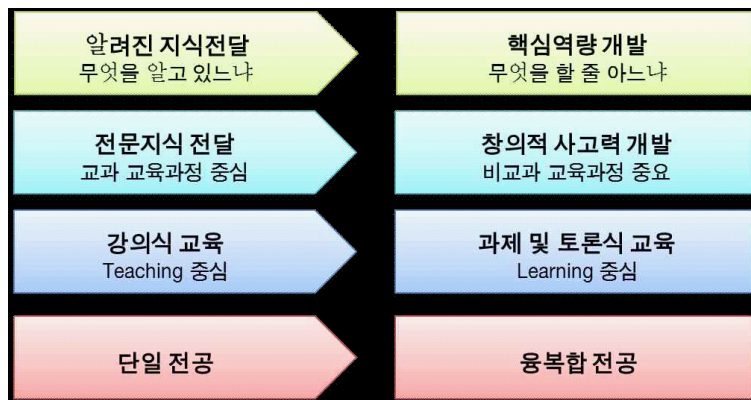 알려진 지식전달
무엇을 알고 있느냐
핵심역량 개발
무엇을 할 줄 아느냐
전문지식 전달
교과 교육과정 중심
창의적 사고력 개발
비교과 교육과정 중요
강의식 교육
Teaching 중심
과제 및 토론식 교육
Learning 중심
단일 전공
융복합 전공